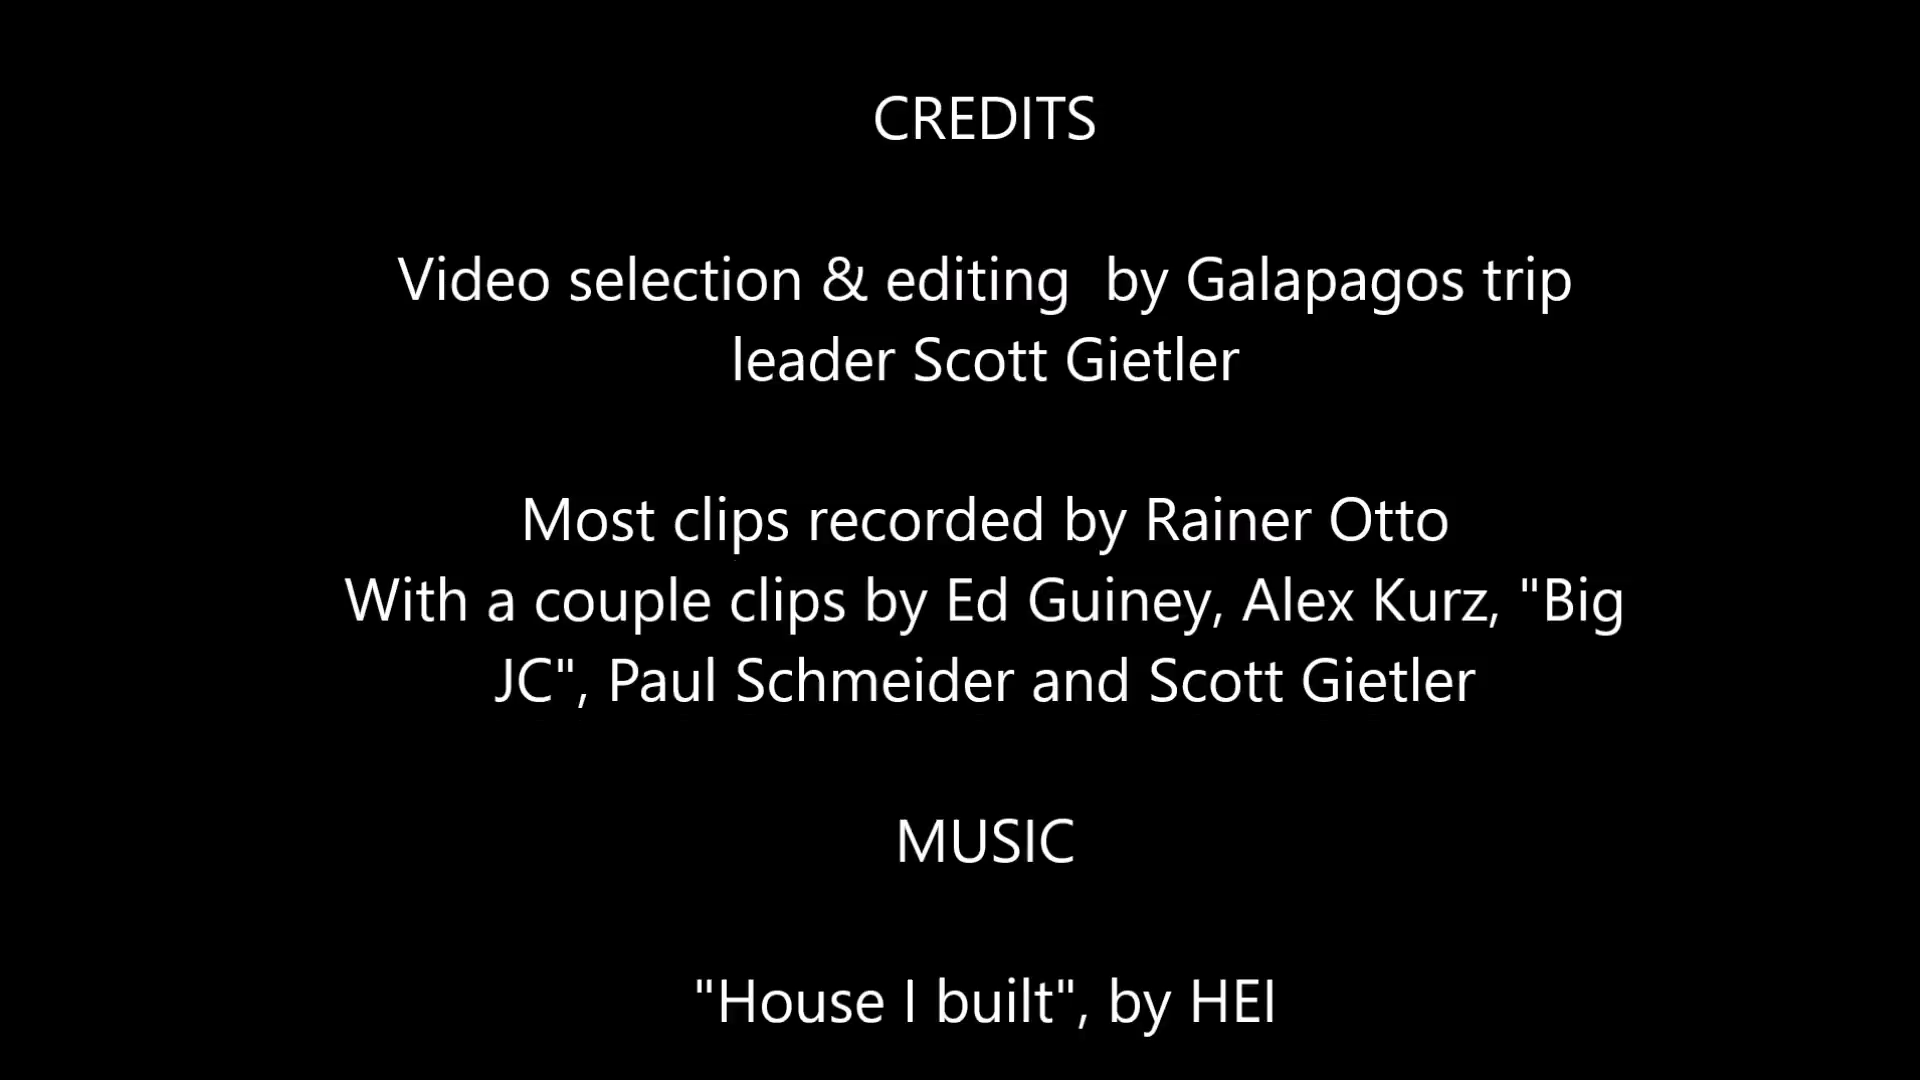 CREDITS
Video selection & editing  by Galapagos trip
leader Scott Gietler
Most clips recorded by Rainer Otto
With a couple clips by Ed Guiney, Alex Kurz, "Big
JC", Paul Schmeider and Scott Gietler
MUSIC
"House I built", by HEI